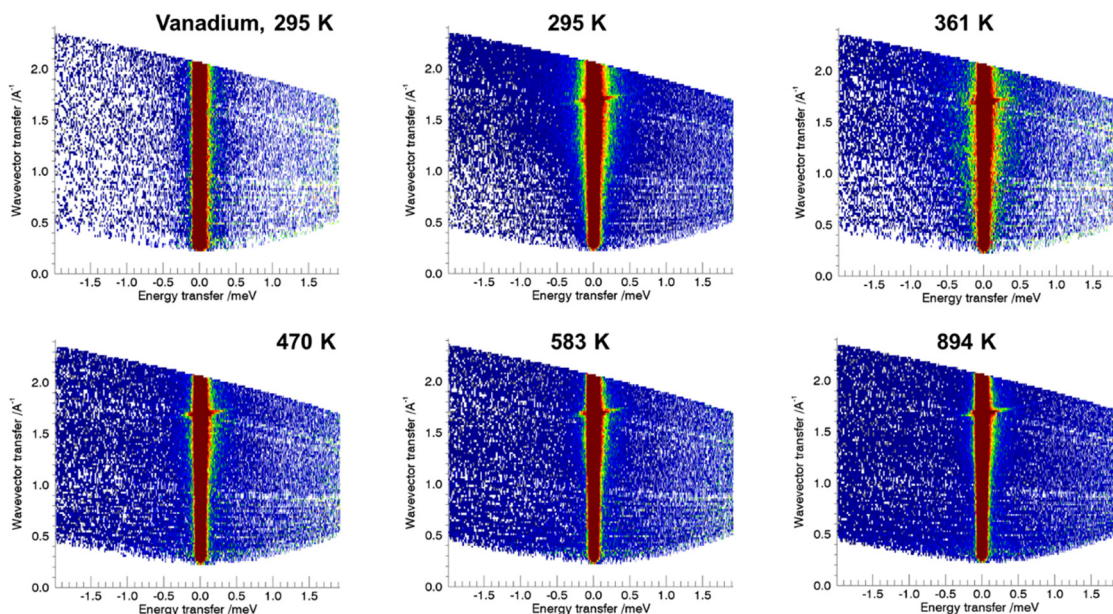 Vanadium, 295 K
295 K
361 K
Wavevector transfer /A⁻¹
2.0
1.5
1.0
0.5
0.0
-1.5 -1.0 -0.5 0.0 0.5 1.0 1.5
Energy transfer /meV
Wavevector transfer /A⁻¹
2.0
1.5
1.0
0.5
0.0
-1.5 -1.0 -0.5 0.0 0.5 1.0 1.5
Energy transfer /meV
Wavevector transfer /A⁻¹
2.0
1.5
1.0
0.5
0.0
-1.5 -1.0 -0.5 0.0 0.5 1.0 1.5
Energy transfer /meV
470 K
583 K
894 K
Wavevector transfer /A⁻¹
2.0
1.5
1.0
0.5
0.0
-1.5 -1.0 -0.5 0.0 0.5 1.0 1.5
Energy transfer /meV
Wavevector transfer /A⁻¹
2.0
1.5
1.0
0.5
0.0
-1.5 -1.0 -0.5 0.0 0.5 1.0 1.5
Energy transfer /meV
Wavevector transfer /A⁻¹
2.0
1.5
1.0
0.5
0.0
-1.5 -1.0 -0.5 0.0 0.5 1.0 1.5
Energy transfer /meV